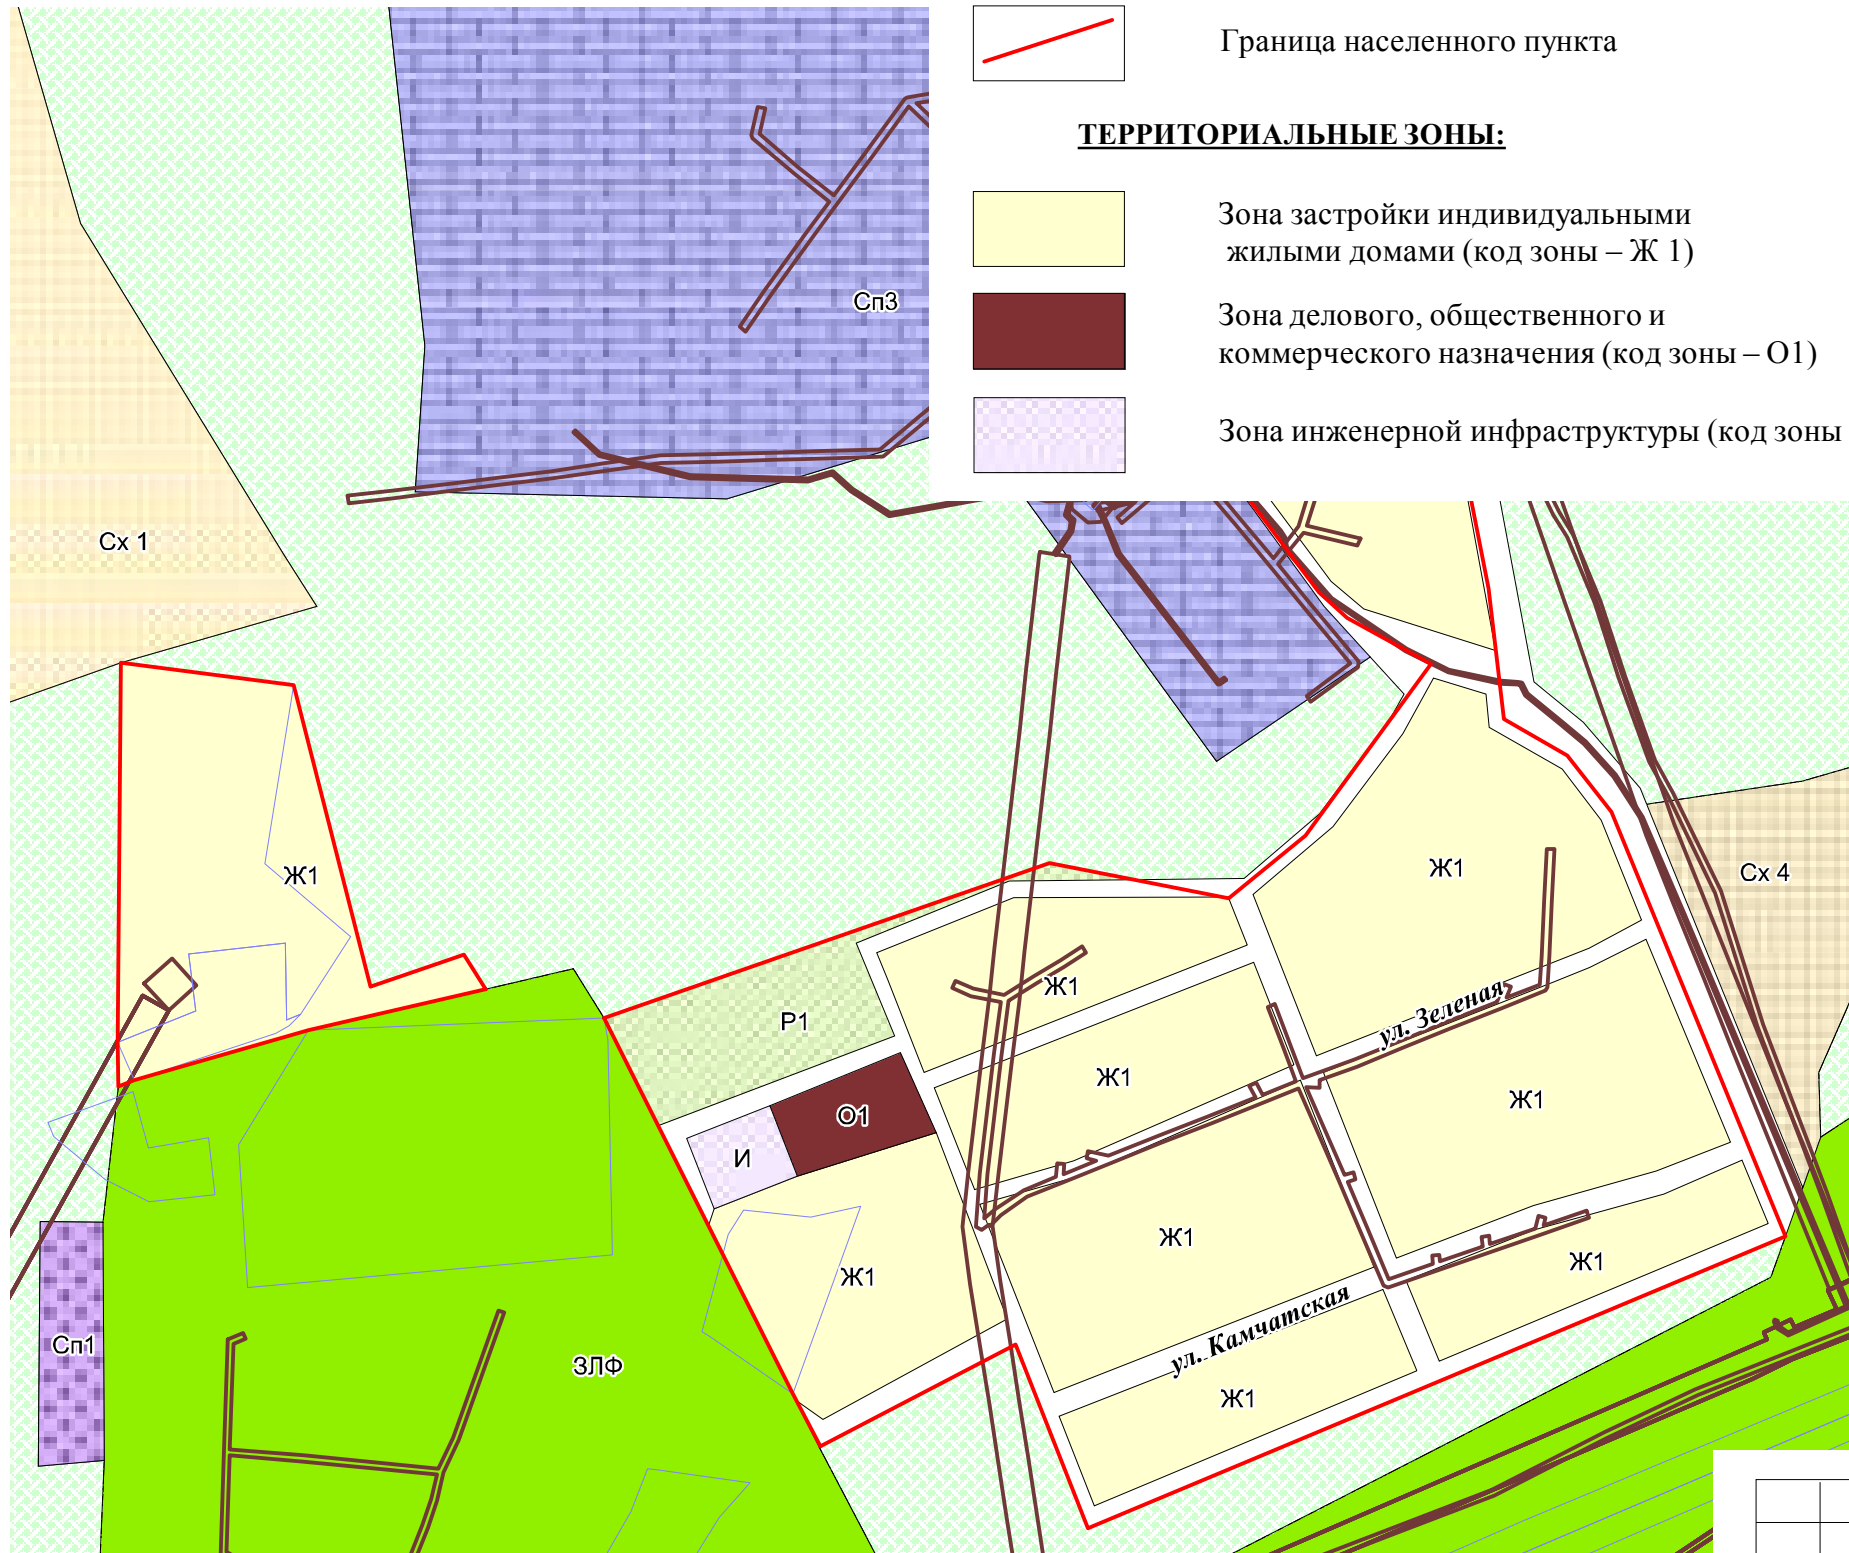 Граница населенного пункта
ТЕРРИТОРИАЛЬНЫЕ ЗОНЫ:
Зона застройки индивидуальными
жилыми домами (код зоны – Ж 1)
Зона делового, общественного и
коммерческого назначения (код зоны – О1)
Зона инженерной инфраструктуры (код зоны
Сп3
Сх 1
Ж1
Ж1
Сх 4
Ж1
ул. Зеленая
Р1
Ж1
Ж1
О1
И
Ж1
Ж1
Ж1
Сп1
ЗЛФ
ул. Камчатская
Ж1